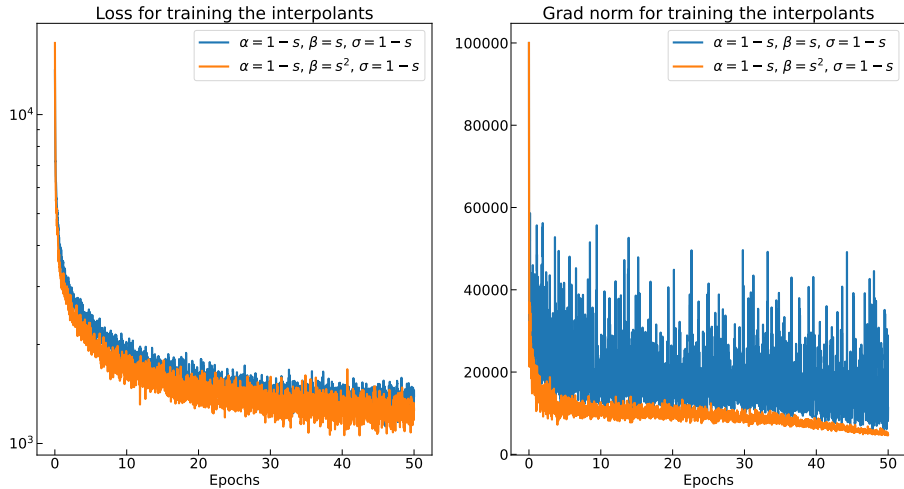 Loss for training the interpolants
α = 1 − s, β = s, σ = 1 − s
α = 1 − s, β = s², σ = 1 − s
10⁴
10³
0 10 20 30 40 50
Epochs
Grad norm for training the interpolants
α = 1 − s, β = s, σ = 1 − s
α = 1 − s, β = s², σ = 1 − s
100000
80000
60000
40000
20000
0
0 10 20 30 40 50
Epochs